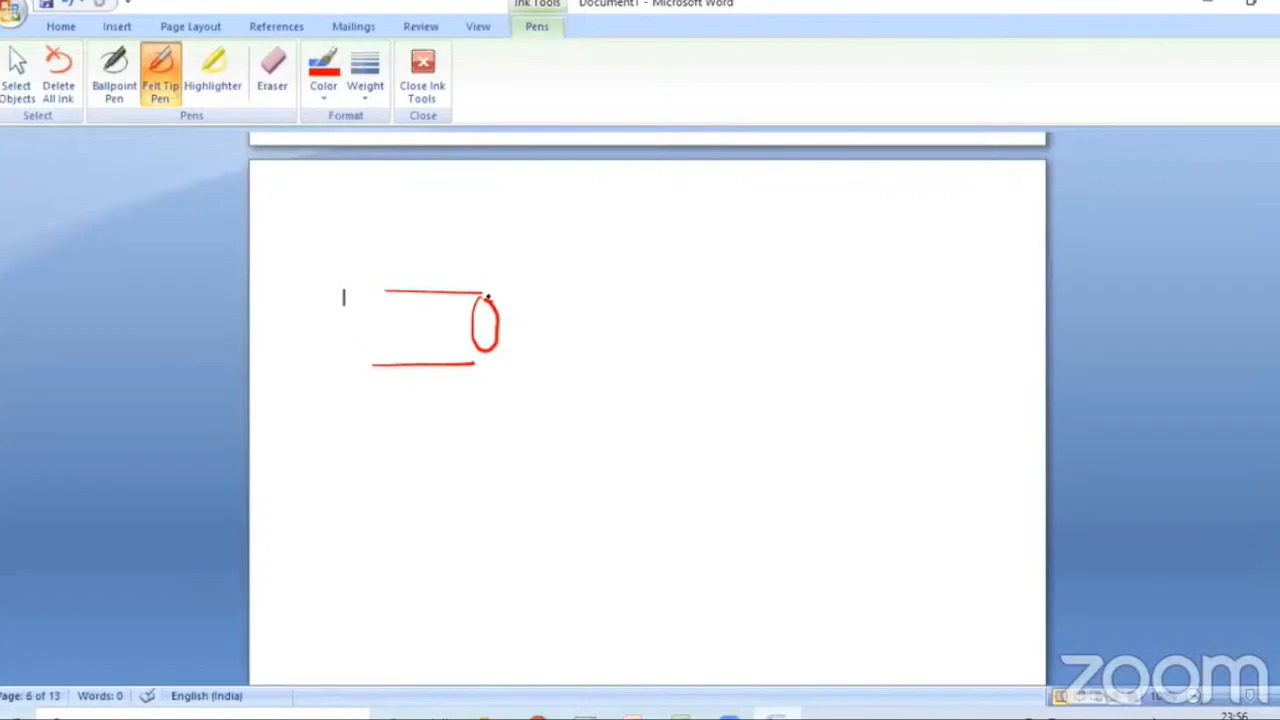 Ink Tools
Document1 - Microsoft Word
Home Insert Page Layout References Mailings Review View Pens
Select Objects
Delete All Ink
Ballpoint Pen
Felt Tip Pen
Highlighter
Eraser
Color
Weight
Close Ink Tools
Select Pens Format Close
Page: 6 of 13 Words: 0 English (India)
zoom
23:56